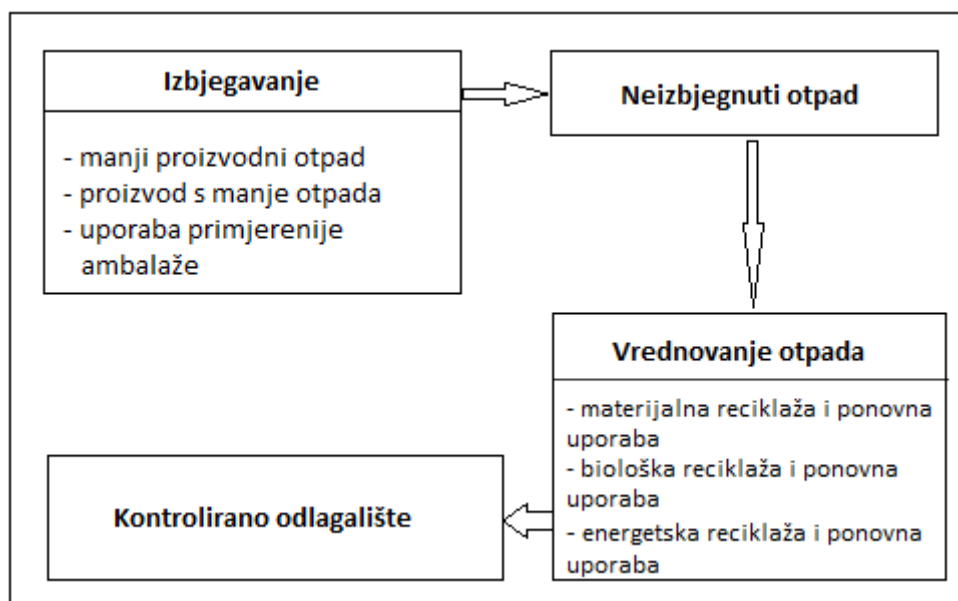 Izbjegavanje
- manji proizvodni otpad
- proizvod s manje otpada
- uporaba primjerenije
ambalaže
Neizbjegnuti otpad
Vrednovanje otpada
- materijalna reciklaža i ponovna
uporaba
- biološka reciklaža i ponovna
uporaba
- energetska reciklaža i ponovna
uporaba
Kontrolirano odlagalište